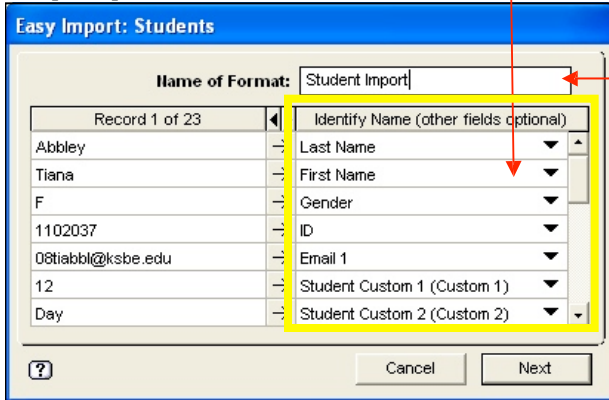 Easy Import: Students
Name of Format: Student Import
Record 1 of 23 Identify Name (other fields optional)
Abbley Last Name
Tiana First Name
F Gender
1102037 ID
08tiabbl@ksbe.edu Email 1
12 Student Custom 1 (Custom 1)
Day Student Custom 2 (Custom 2)
? Cancel Next